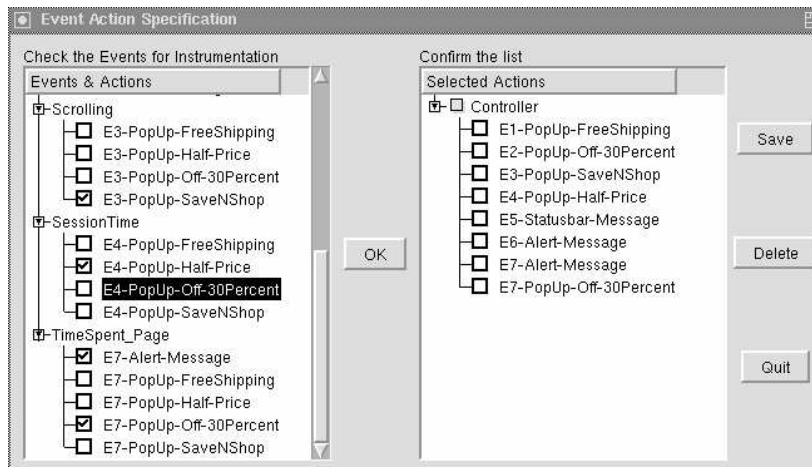 Event Action Specification
Check the Events for Instrumentation
Events & Actions
Scrolling
E3-PopUp-FreeShipping
E3-PopUp-Half-Price
E3-PopUp-Off-30Percent
E3-PopUp-SaveNShop
SessionTime
E4-PopUp-FreeShipping
E4-PopUp-Half-Price
E4-PopUp-Off-30Percent
E4-PopUp-SaveNShop
TimeSpent_Page
E7-Alert-Message
E7-PopUp-FreeShipping
E7-PopUp-Half-Price
E7-PopUp-Off-30Percent
E7-PopUp-SaveNShop
OK
Confirm the list
Selected Actions
Controller
E1-PopUp-FreeShipping
E2-PopUp-Off-30Percent
E3-PopUp-SaveNShop
E4-PopUp-Half-Price
E5-Statusbar-Message
E6-Alert-Message
E7-Alert-Message
E7-PopUp-Off-30Percent
Save
Delete
Quit